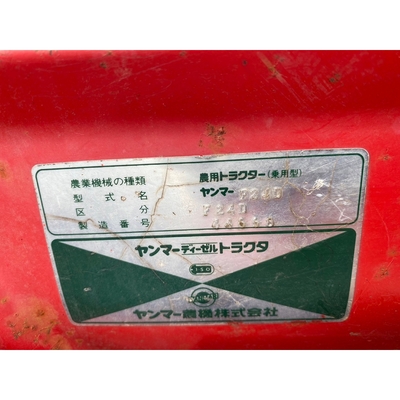 農業機械の種類 農用トラクター(乗用型)
型式名 ヤンマー F24D
区分 F24D
製造番号
ヤンマーディーゼルトラクタ
ヤンマー農機株式会社